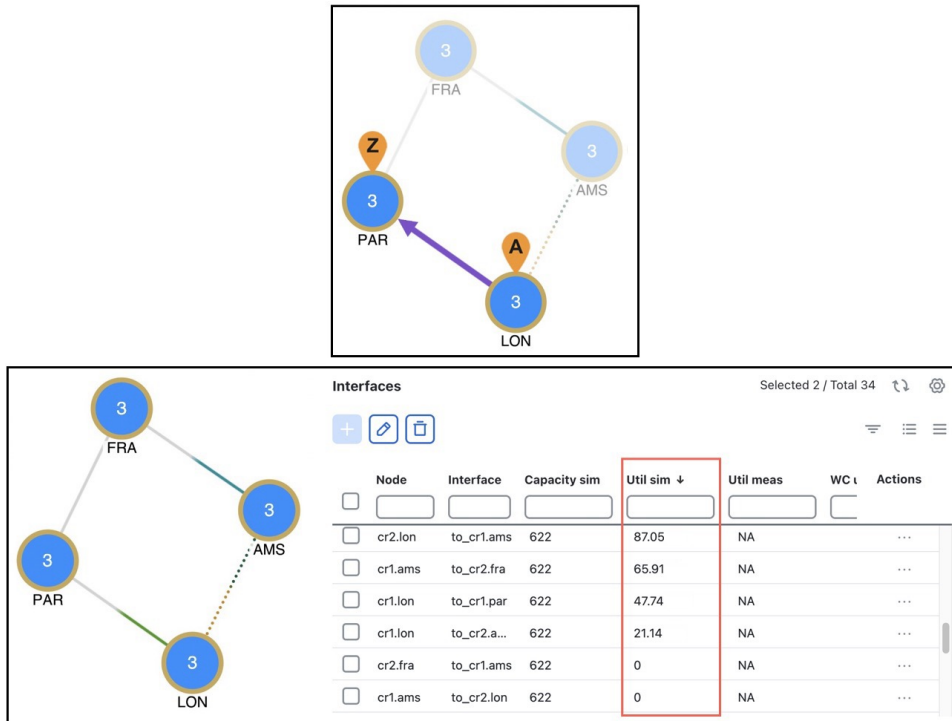 3
FRA
Z
3
AMS
3
PAR
A
3
LON
Interfaces
Selected 2 / Total 34
3
FRA
Node Interface Capacity sim Util sim ↓ Util meas WC Actions
3
AMS
cr2.lon to_cr1.ams 622 87.05 NA ...
3
PAR
cr1.ams to_cr2.fra 622 65.91 NA ...
cr1.lon to_cr1.par 622 47.74 NA ...
cr1.lon to_cr2.a... 622 21.14 NA ...
3
LON
cr2.fra to_cr1.ams 622 0 NA ...
cr1.ams to_cr2.lon 622 0 NA ...